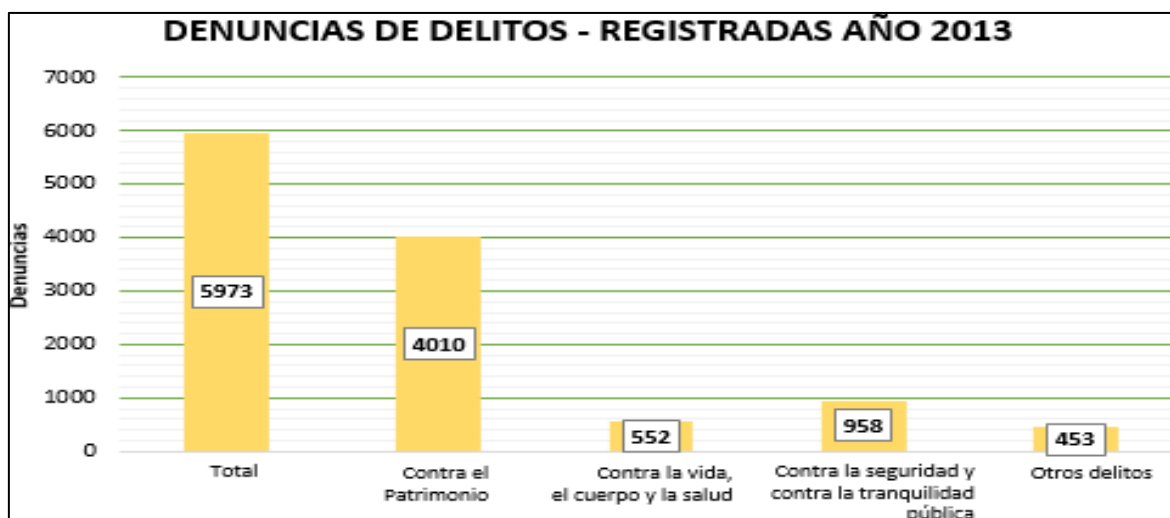 DENUNCIAS DE DELITOS - REGISTRADAS AÑO 2013
Denuncias
7000
6000
5000
4000
3000
2000
1000
0
5973
4010
552
958
453
Total
Contra el
Patrimonio
Contra la vida,
el cuerpo y la salud
Contra la seguridad y
contra la tranquilidad
pública
Otros delitos